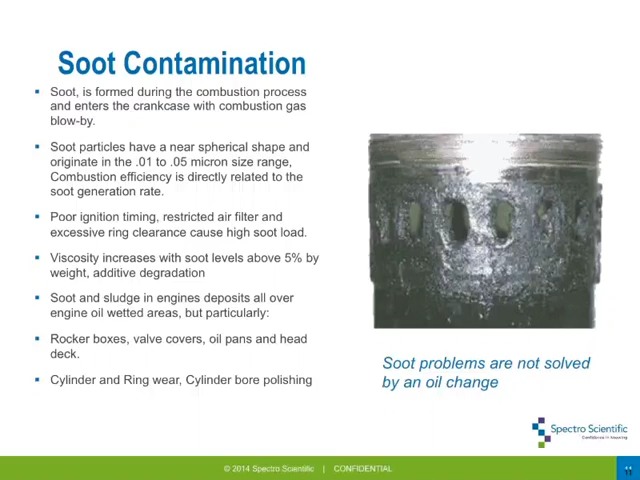 Soot Contamination
Soot, is formed during the combustion process
and enters the crankcase with combustion gas
blow-by.
Soot particles have a near spherical shape and
originate in the .01 to .05 micron size range,
Combustion efficiency is directly related to the
soot generation rate.
Poor ignition timing, restricted air filter and
excessive ring clearance cause high soot load.
Viscosity increases with soot levels above 5% by
weight, additive degradation
Soot and sludge in engines deposits all over
engine oil wetted areas, but particularly:
Rocker boxes, valve covers, oil pans and head
deck.
Cylinder and Ring wear, Cylinder bore polishing
Soot problems are not solved
by an oil change
Spectro Scientific
Confidence in Knowing
© 2014 Spectro Scientific | CONFIDENTIAL
11